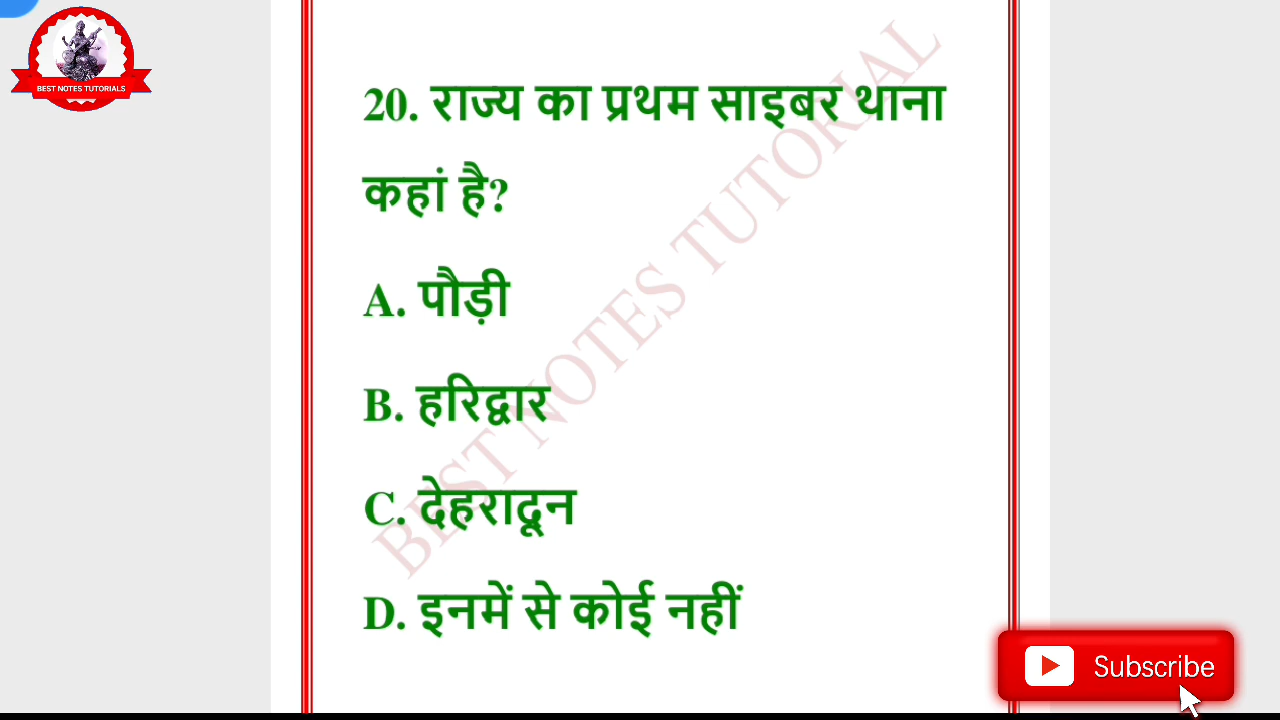 BEST NOTES TUTORIALS
20. राज्य का प्रथम साइबर थाना
कहां है?
A. पौड़ी
B. हरिद्वार
C. देहरादून
D. इनमें से कोई नहीं
BEST NOTES TUTORIAL
Subscribe